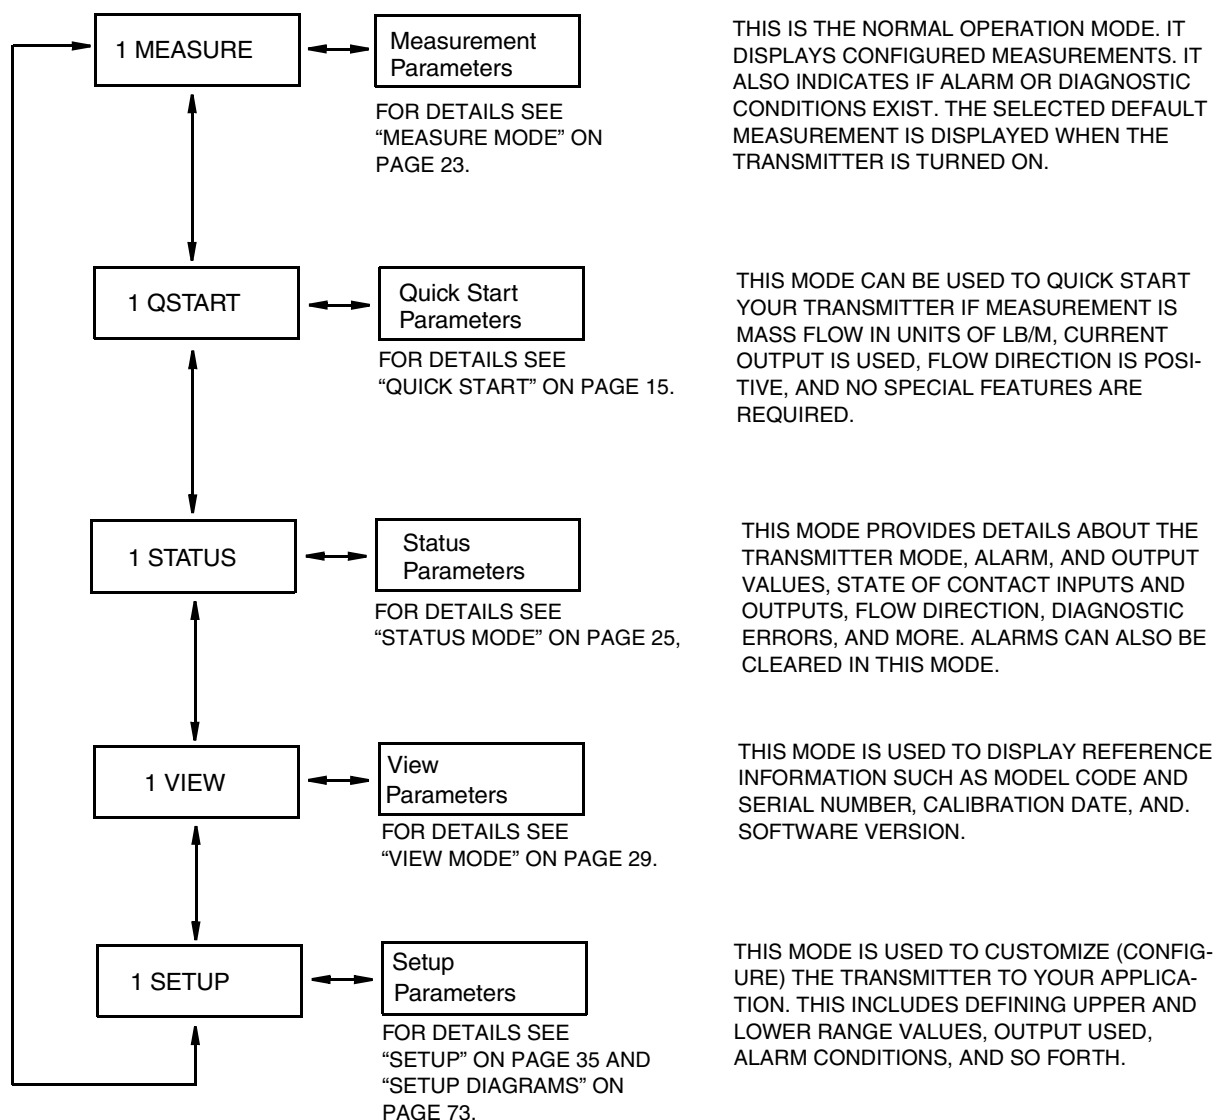 1 MEASURE
Measurement
Parameters
FOR DETAILS SEE
“MEASURE MODE” ON
PAGE 23.
THIS IS THE NORMAL OPERATION MODE. IT
DISPLAYS CONFIGURED MEASUREMENTS. IT
ALSO INDICATES IF ALARM OR DIAGNOSTIC
CONDITIONS EXIST. THE SELECTED DEFAULT
MEASUREMENT IS DISPLAYED WHEN THE
TRANSMITTER IS TURNED ON.
1 QSTART
Quick Start
Parameters
FOR DETAILS SEE
“QUICK START” ON PAGE 15.
THIS MODE CAN BE USED TO QUICK START
YOUR TRANSMITTER IF MEASUREMENT IS
MASS FLOW IN UNITS OF LB/M, CURRENT
OUTPUT IS USED, FLOW DIRECTION IS POSI-
TIVE, AND NO SPECIAL FEATURES ARE
REQUIRED.
1 STATUS
Status
Parameters
FOR DETAILS SEE
“STATUS MODE” ON PAGE 25,
THIS MODE PROVIDES DETAILS ABOUT THE
TRANSMITTER MODE, ALARM, AND OUTPUT
VALUES, STATE OF CONTACT INPUTS AND
OUTPUTS, FLOW DIRECTION, DIAGNOSTIC
ERRORS, AND MORE. ALARMS CAN ALSO BE
CLEARED IN THIS MODE.
1 VIEW
View
Parameters
FOR DETAILS SEE
“VIEW MODE” ON PAGE 29.
THIS MODE IS USED TO DISPLAY REFERENCE
INFORMATION SUCH AS MODEL CODE AND
SERIAL NUMBER, CALIBRATION DATE, AND.
SOFTWARE VERSION.
1 SETUP
Setup
Parameters
FOR DETAILS SEE
“SETUP” ON PAGE 35 AND
“SETUP DIAGRAMS” ON
PAGE 73.
THIS MODE IS USED TO CUSTOMIZE (CONFIG-
URE) THE TRANSMITTER TO YOUR APPLICA-
TION. THIS INCLUDES DEFINING UPPER AND
LOWER RANGE VALUES, OUTPUT USED,
ALARM CONDITIONS, AND SO FORTH.